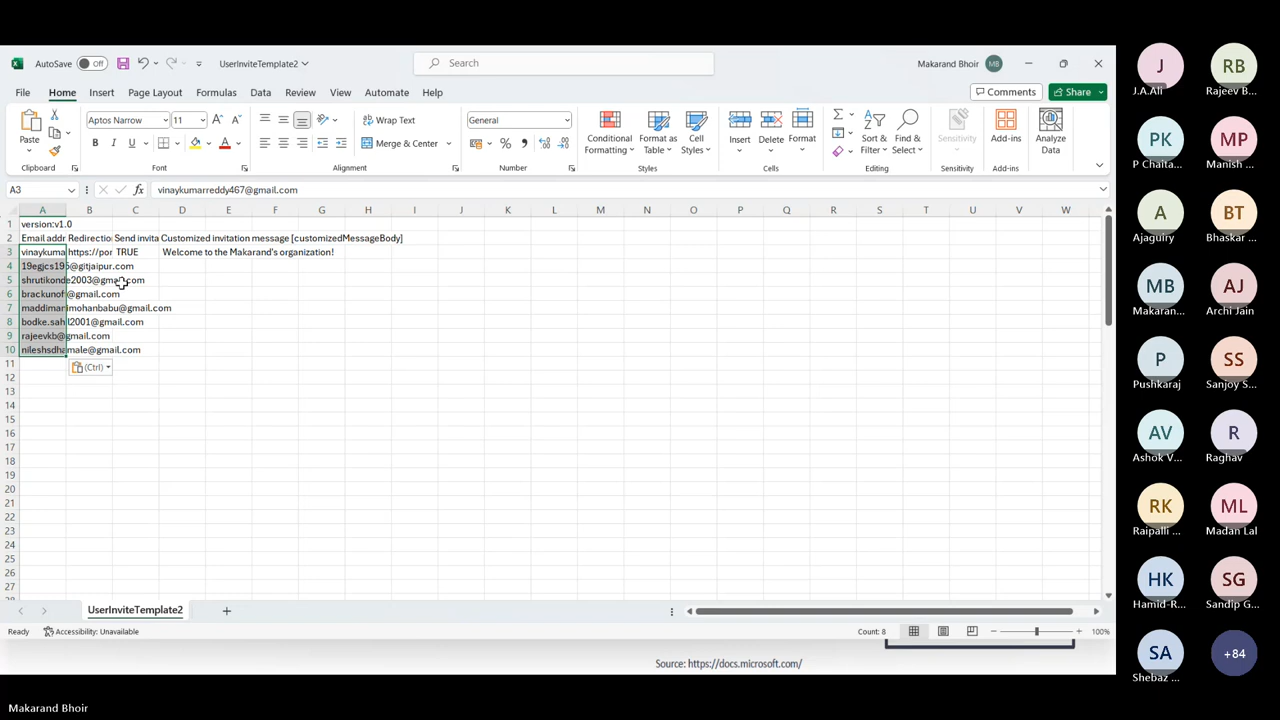 AutoSave Off UserInviteTemplate2 Search Makarand Bhoir MB
File Home Insert Page Layout Formulas Data Review View Automate Help Comments Share
Paste Aptos Narrow 11 Wrap Text General Conditional Formatting Format as Table Cell Styles Insert Delete Format Sort & Filter Find & Select Sensitivity Add-ins Analyze Data
B I U A Merge & Center % 
Clipboard Font Alignment Number Styles Cells Editing Sensitivity Add-ins
A3 fx vinaykumarreddy467@gmail.com
A B C D E F G H I J K L M N O P Q R S T U V W
1 version:v1.0
2 Email addr Redirectio Send invita Customized invitation message [customizedMessageBody]
3 vinaykuma https://por TRUE Welcome to the Makarand's organization!
4 19egjcs195@gitjaipur.com
5 shrutikonde2003@gmail.com
6 @gmail.com
7 @gmail.com
8 @gmail.com
9 rajeevkb@gmail.com
10 nileshsdhamale@gmail.com
11 (Ctrl)
12
13
14
15
16
17
18
19
20
21
22
23
24
25
26
27
UserInviteTemplate2
Ready Accessibility: Unavailable Count: 8 100%
Source: https://docs.microsoft.com/
Makarand Bhoir
J RB
J.A.Ali Rajeev B...
PK MP
P Chaita... Manish ...
A BT
Ajaguiry Bhaskar ...
MB AJ
Makaran... Archi Jain
P SS
Pushkaraj Sanjoy S...
AV R
Ashok V... Raghav
RK ML
Raipalli ... Madan Lal
HK SG
Hamid-R... Sandip G...
SA +84
Shebaz ...